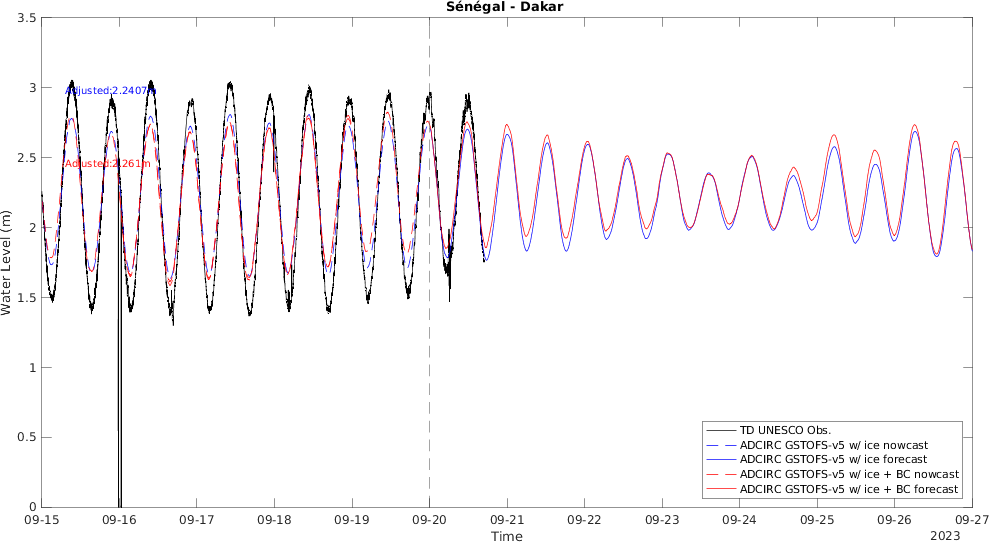 Sénégal - Dakar
3.5
3
2.5
2
1.5
1
0.5
0
Water Level (m)
Adjusted:2.2407m
Adjusted:2.261m
TD UNESCO Obs.
ADCIRC GSTOFS-v5 w/ ice nowcast
ADCIRC GSTOFS-v5 w/ ice forecast
ADCIRC GSTOFS-v5 w/ ice + BC nowcast
ADCIRC GSTOFS-v5 w/ ice + BC forecast
09-15 09-16 09-17 09-18 09-19 09-20 09-21 09-22 09-23 09-24 09-25 09-26 09-27
Time
2023